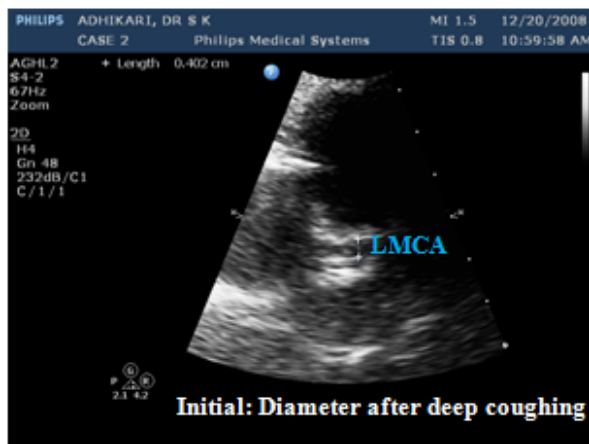 PHILIPS ADHIKARI, DR S K MI 1.5 12/20/2008
CASE 2 Philips Medical Systems TIS 0.8 10:59:58 AM
AGHL2 + Length 0.402 cm
S4-2
67Hz
Zoom
2D
H4
Gn 48
232dB/C1
C/1/1
LMCA
G
P R
2.1 4.2
Initial: Diameter after deep coughing